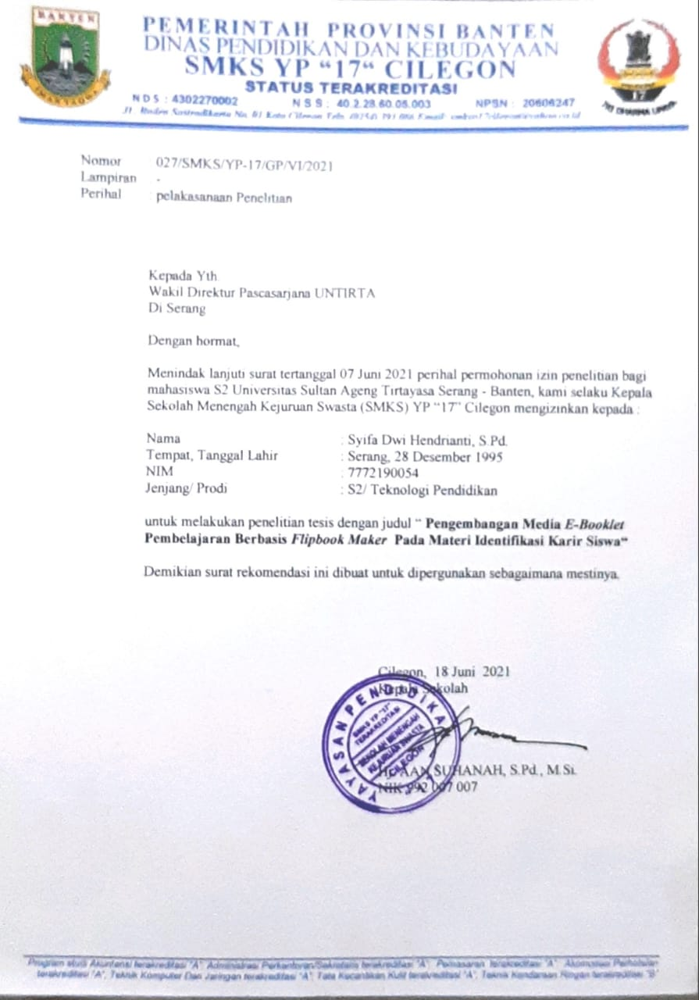 BANTEN
IMAN TAQWA
PEMERINTAH PROVINSI BANTEN
DINAS PENDIDIKAN DAN KEBUDAYAAN
SMKS YP “17“ CILEGON
STATUS TERAKREDITASI
NDS : 4302270002 NSS : 40.2.28.60.05.003 NPSN : 20606247
Jl. Raden Sastradikarta No. 61 Kota Cilegon Telp.
17
Nomor 027/SMKS/YP-17/GP/VI/2021
Lampiran -
Perihal : pelakasanaan Penelitian
Kepada Yth.
Wakil Direktur Pascasarjana UNTIRTA
Di Serang
Dengan hormat,
Menindak lanjuti surat tertanggal 07 Juni 2021 perihal permohonan izin penelitian bagi
mahasiswa S2 Universitas Sultan Ageng Tirtayasa Serang - Banten, kami selaku Kepala
Sekolah Menengah Kejuruan Swasta (SMKS) YP “17” Cilegon mengizinkan kepada :
Nama : Syifa Dwi Hendrianti, S.Pd.
Tempat, Tanggal Lahir : Serang, 28 Desember 1995
NIM : 7772190054
Jenjang/ Prodi : S2/ Teknologi Pendidikan
untuk melakukan penelitian tesis dengan judul “ Pengembangan Media E-Booklet
Pembelajaran Berbasis Flipbook Maker Pada Materi Identifikasi Karir Siswa“
Demikian surat rekomendasi ini dibuat untuk dipergunakan sebagaimana mestinya.
Cilegon, 18 Juni 2021
Kepala Sekolah
YAYASAN PENDIDIKA
SMKS YP “17”
TERAKREDITASI
SEKOLAH MENENGAH
KEJURUAN SWASTA
CILEGON
Hj. AAN SUHANAH, S.Pd., M.Si.
NIK 992 007 007
Program studi Akuntansi terakreditasi "A", Administrasi Perkantoran/Sekretaris terakreditasi "A", Pemasaran terakreditasi "A", Akomodasi Perhotelan
terakreditasi "A", Teknik Komputer Dan Jaringan terakreditasi "A", Tata Kecantikan Kulit terakreditasi "A", Teknik Kendaraan Ringan terakreditasi "B"